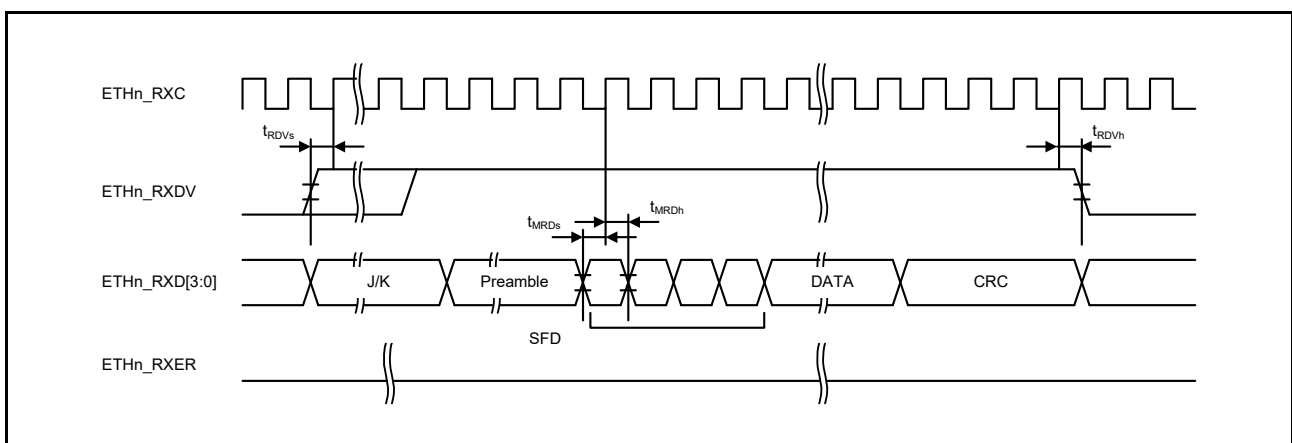 ETHn_RXC
tRDVs
tRDVh
ETHn_RXDV
tMRDs
tMRDh
ETHn_RXD[3:0]
J/K
Preamble
DATA
CRC
SFD
ETHn_RXER